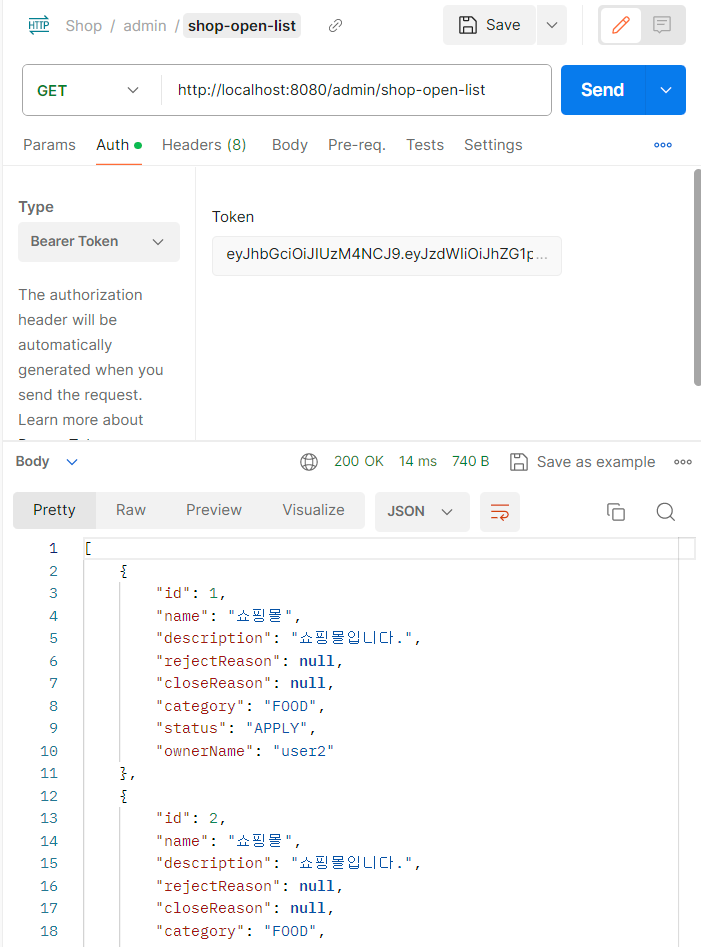 HTTP Shop / admin / shop-open-list Save
GET http://localhost:8080/admin/shop-open-list Send
Params Auth Headers (8) Body Pre-req. Tests Settings
Type
Bearer Token
The authorization
header will be
automatically
generated when you
send the request.
Learn more about
Token
eyJhbGciOiJIUzM4NCJ9.eyJzdWIiOiJhZG1p...
Body 200 OK 14 ms 740 B Save as example
Pretty Raw Preview Visualize JSON
1 [
2 {
3 "id": 1,
4 "name": "쇼핑몰",
5 "description": "쇼핑몰입니다.",
6 "rejectReason": null,
7 "closeReason": null,
8 "category": "FOOD",
9 "status": "APPLY",
10 "ownerName": "user2"
11 },
12 {
13 "id": 2,
14 "name": "쇼핑몰",
15 "description": "쇼핑몰입니다.",
16 "rejectReason": null,
17 "closeReason": null,
18 "category": "FOOD",